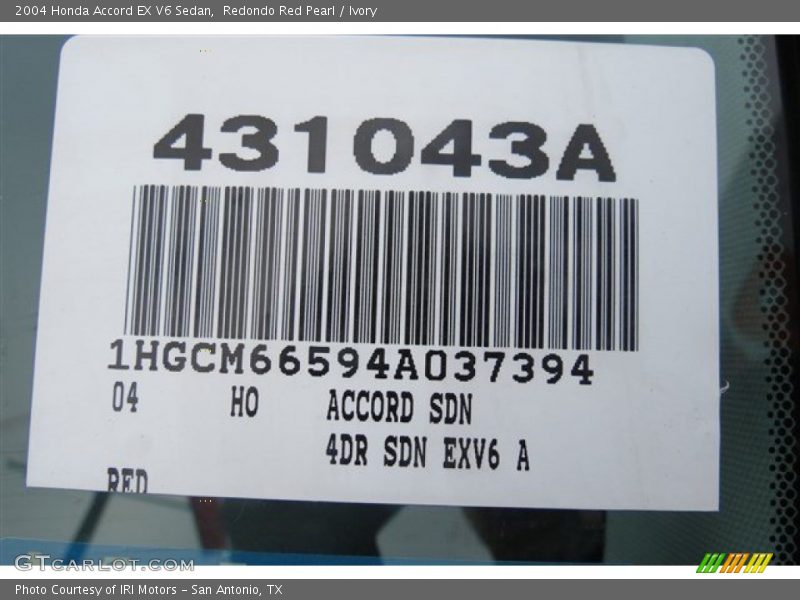 2004 Honda Accord EX V6 Sedan,  Redondo Red Pearl / Ivory
431043A
1HGCM66594A037394
04 HO ACCORD SDN
4DR SDN EXV6 A
RED
GTCarLot.com
Photo Courtesy of IRI Motors – San Antonio, TX